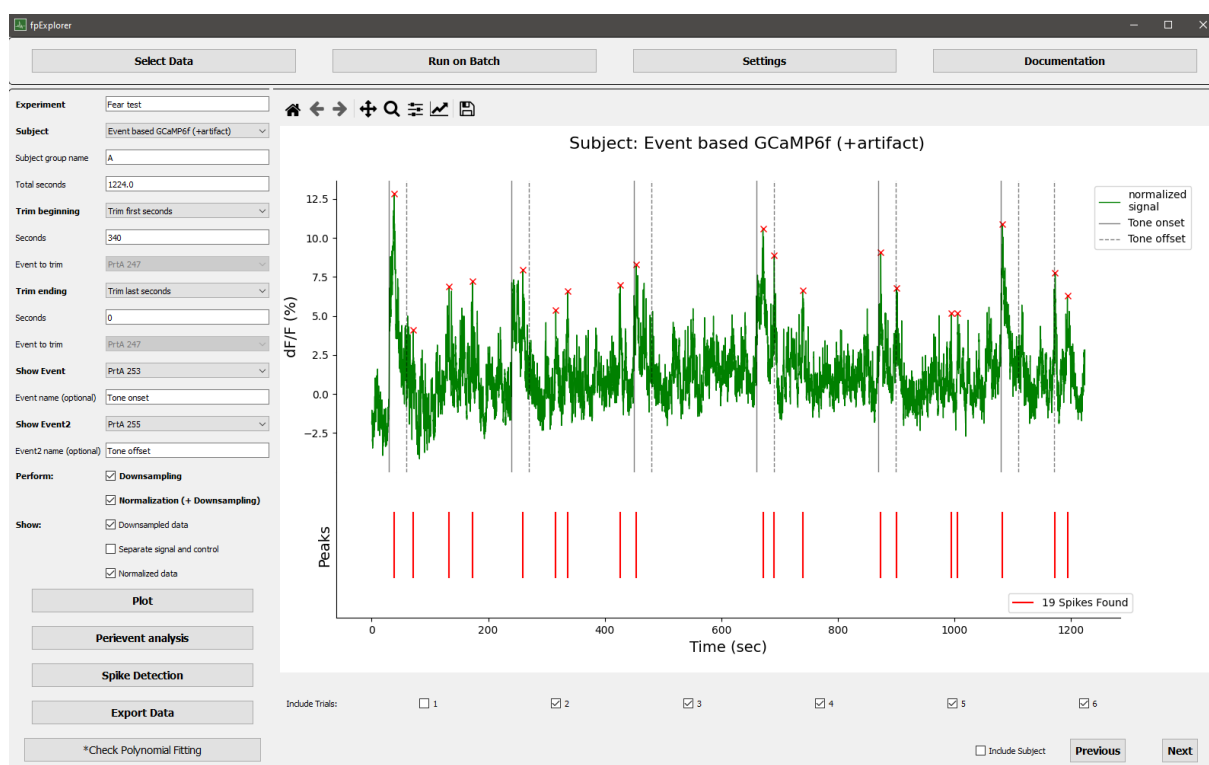 fpExplorer
Select Data
Run on Batch
Settings
Documentation
Experiment Fear test
Subject Event based GCaMP6f (+artifact)
Subject group name A
Total seconds 1224.0
Trim beginning Trim first seconds
Seconds 340
Event to trim PrtA 247
Trim ending Trim last seconds
Seconds 0
Event to trim PrtA 247
Show Event PrtA 253
Event name (optional) Tone onset
Show Event2 PrtA 255
Event2 name (optional) Tone offset
Perform: Downsampling
Normalization (+ Downsampling)
Show: Downsampled data
Separate signal and control
Normalized data
Plot
Perievent analysis
Spike Detection
Export Data
*Check Polynomial Fitting
Subject: Event based GCaMP6f (+artifact)
12.5
10.0
7.5
5.0
2.5
0.0
−2.5
dF/F (%)
normalized
signal
Tone onset
Tone offset
Peaks
19 Spikes Found
0 200 400 600 800 1000 1200
Time (sec)
Include Trials: 1 2 3 4 5 6
Include Subject
Previous
Next